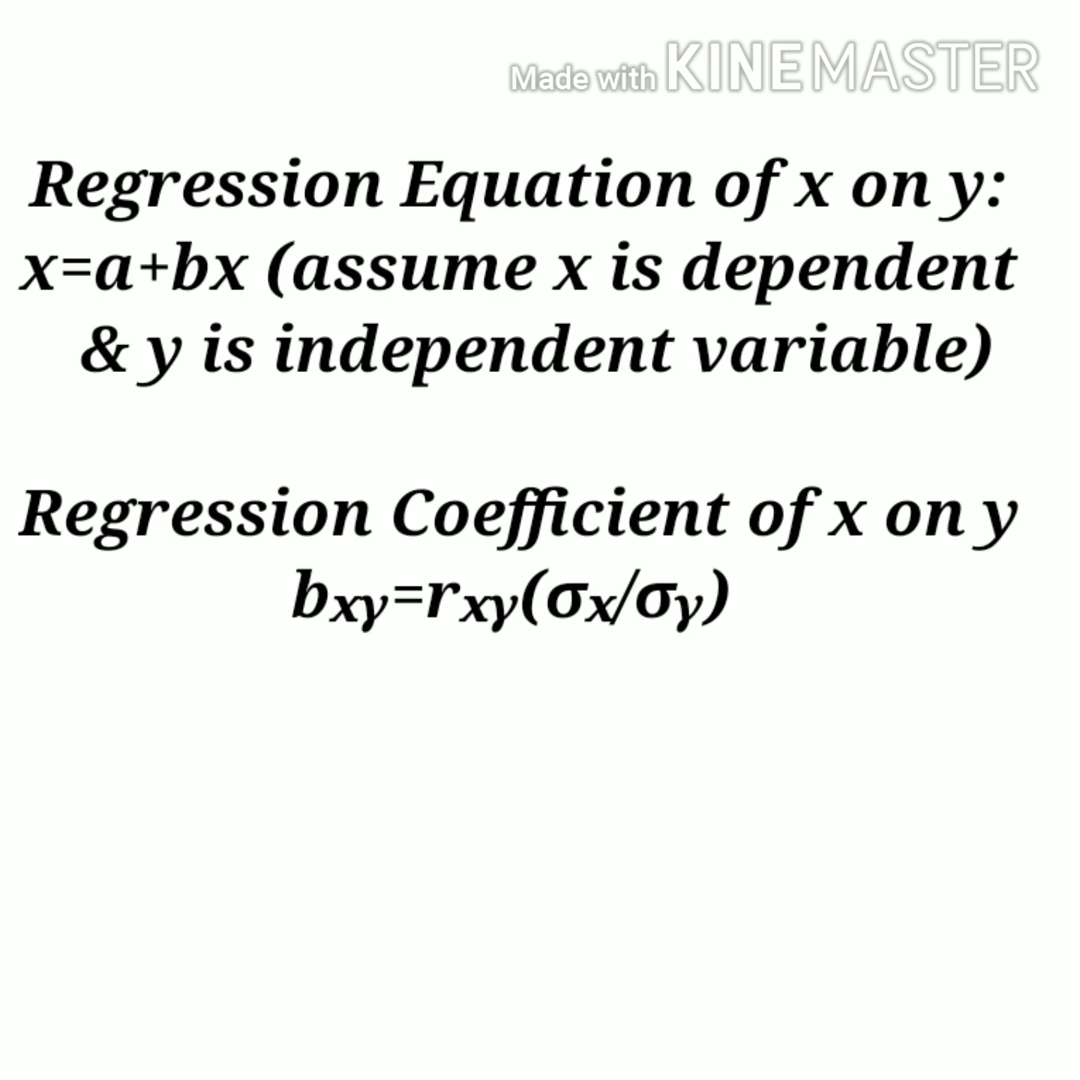 Made with KINEMASTER
Regression Equation of x on y:
x=a+bx (assume x is dependent
& y is independent variable)
Regression Coefficient of x on y
bxy=rxy(σx/σy)